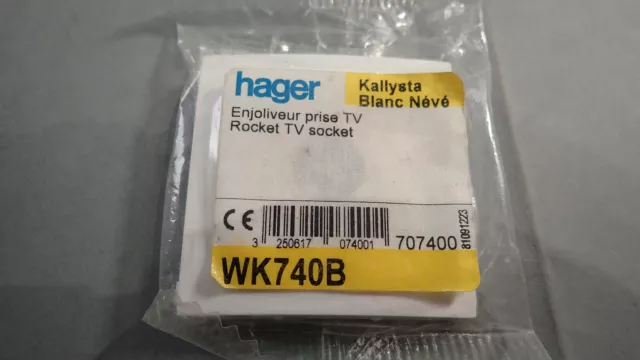 hager
Kallysta
Blanc Névé
Enjoliveur prise TV
Rocket TV socket
CE
3 250617 074001
707400
81091223
WK740B